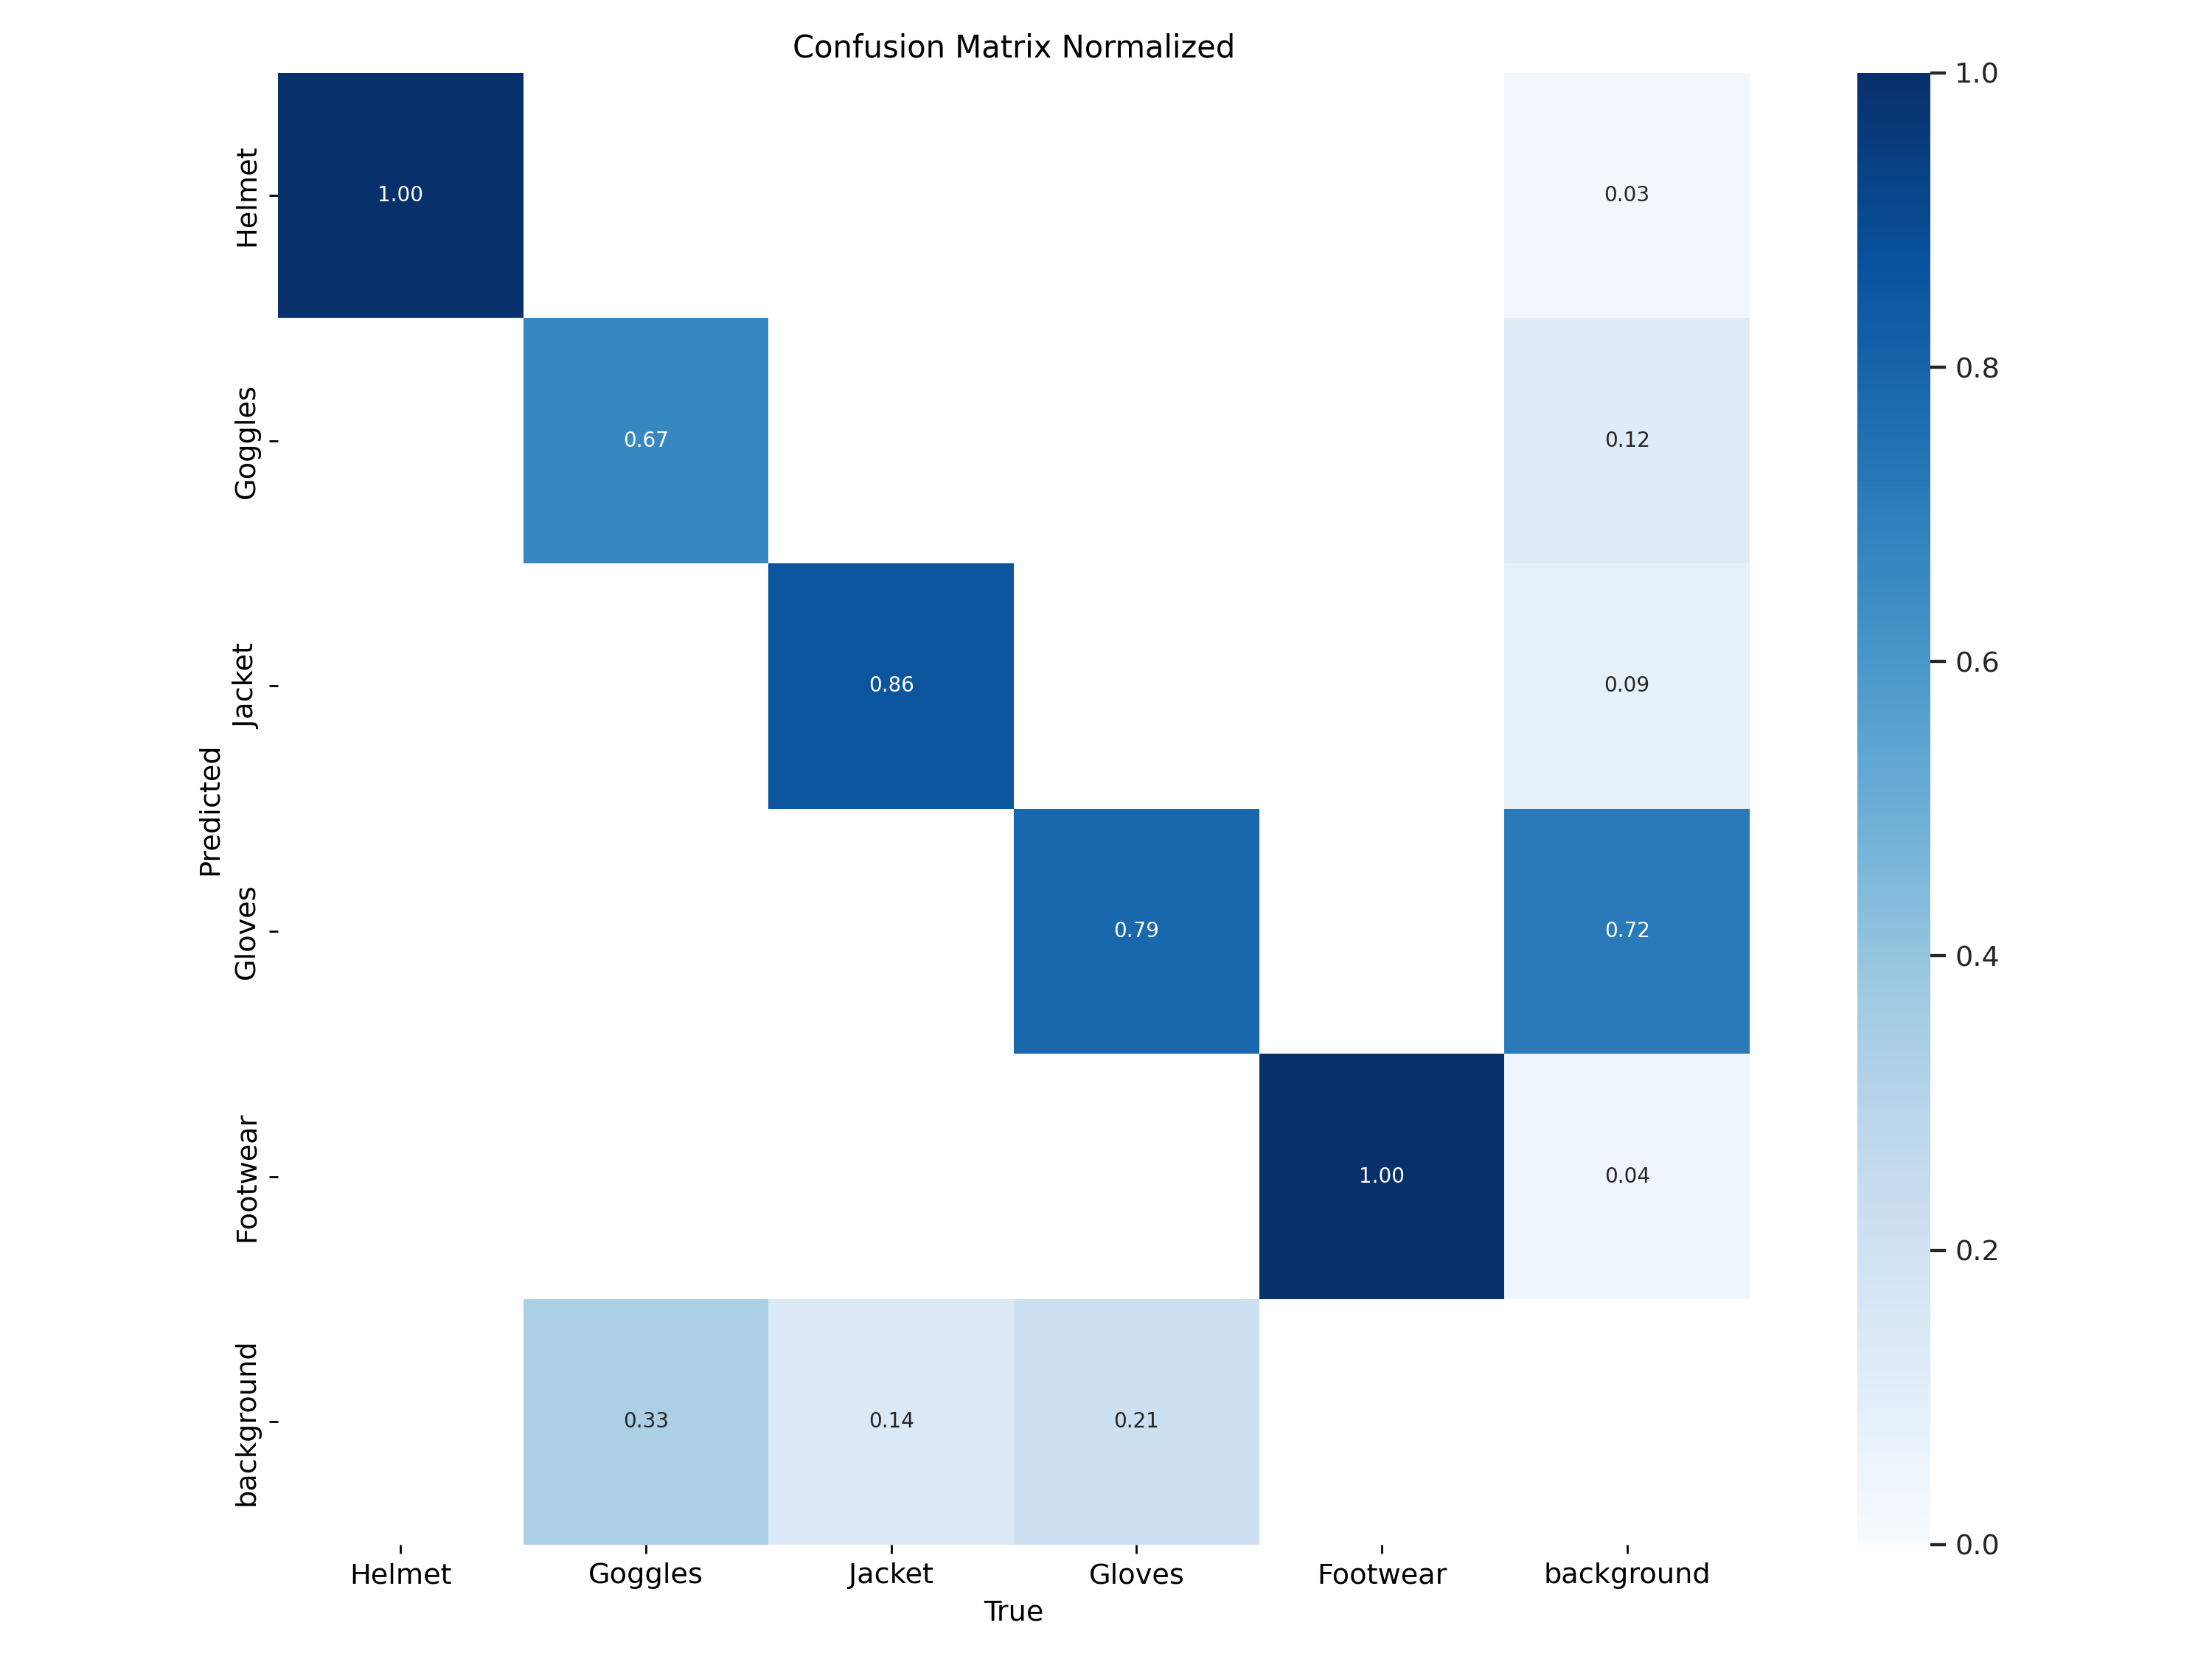 Confusion Matrix Normalized
Helmet
Goggles
Jacket
Gloves
Footwear
background
Predicted
1.00
0.03
0.67
0.12
0.86
0.09
0.79
0.72
1.00
0.04
0.33
0.14
0.21
Helmet
Goggles
Jacket
Gloves
Footwear
background
True
1.0
0.8
0.6
0.4
0.2
0.0